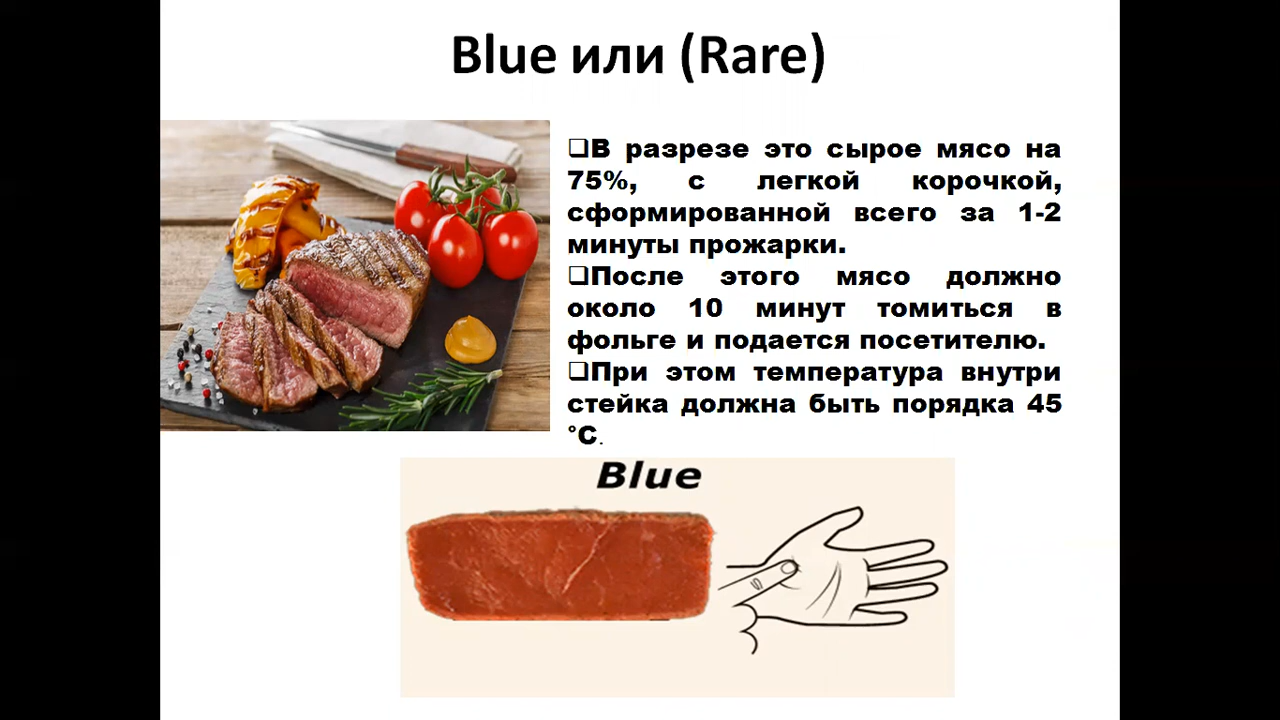 Blue или (Rare)
❑В разрезе это сырое мясо на
75%, с легкой корочкой,
сформированной всего за 1-2
минуты прожарки.
❑После этого мясо должно
около 10 минут томиться в
фольге и подается посетителю.
❑При этом температура внутри
стейка должна быть порядка 45
°С.
Blue